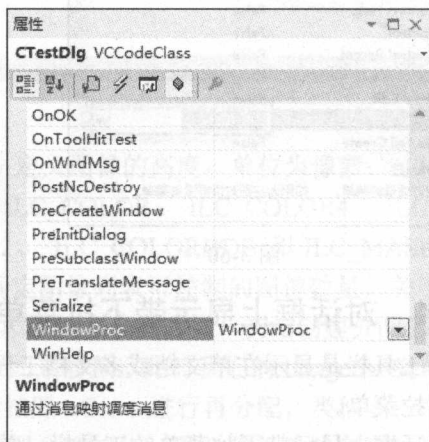 属性
CTestDlg VCCodeClass
OnOK
OnToolHitTest
OnWndMsg
PostNcDestroy
PreCreateWindow
PreInitDialog
PreSubclassWindow
PreTranslateMessage
Serialize
WindowProc WindowProc
WinHelp
WindowProc
通过消息映射调度消息